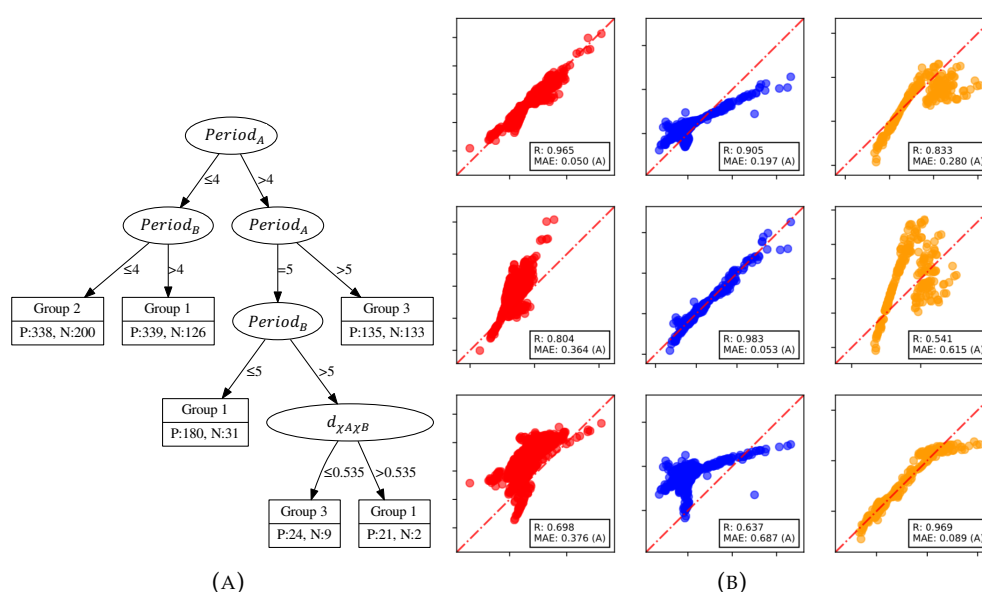 Period_A
≤4
>4
Period_B
Period_A
≤4
>4
=5
>5
Group 2
P:338, N:200
Group 1
P:339, N:126
Period_B
Group 3
P:135, N:133
≤5
>5
Group 1
P:180, N:31
d_χAχB
≤0.535
>0.535
Group 3
P:24, N:9
Group 1
P:21, N:2
(A)
R: 0.965
MAE: 0.050 (A)
R: 0.905
MAE: 0.197 (A)
R: 0.833
MAE: 0.280 (A)
R: 0.804
MAE: 0.364 (A)
R: 0.983
MAE: 0.053 (A)
R: 0.541
MAE: 0.615 (A)
R: 0.698
MAE: 0.376 (A)
R: 0.637
MAE: 0.687 (A)
R: 0.969
MAE: 0.089 (A)
(B)